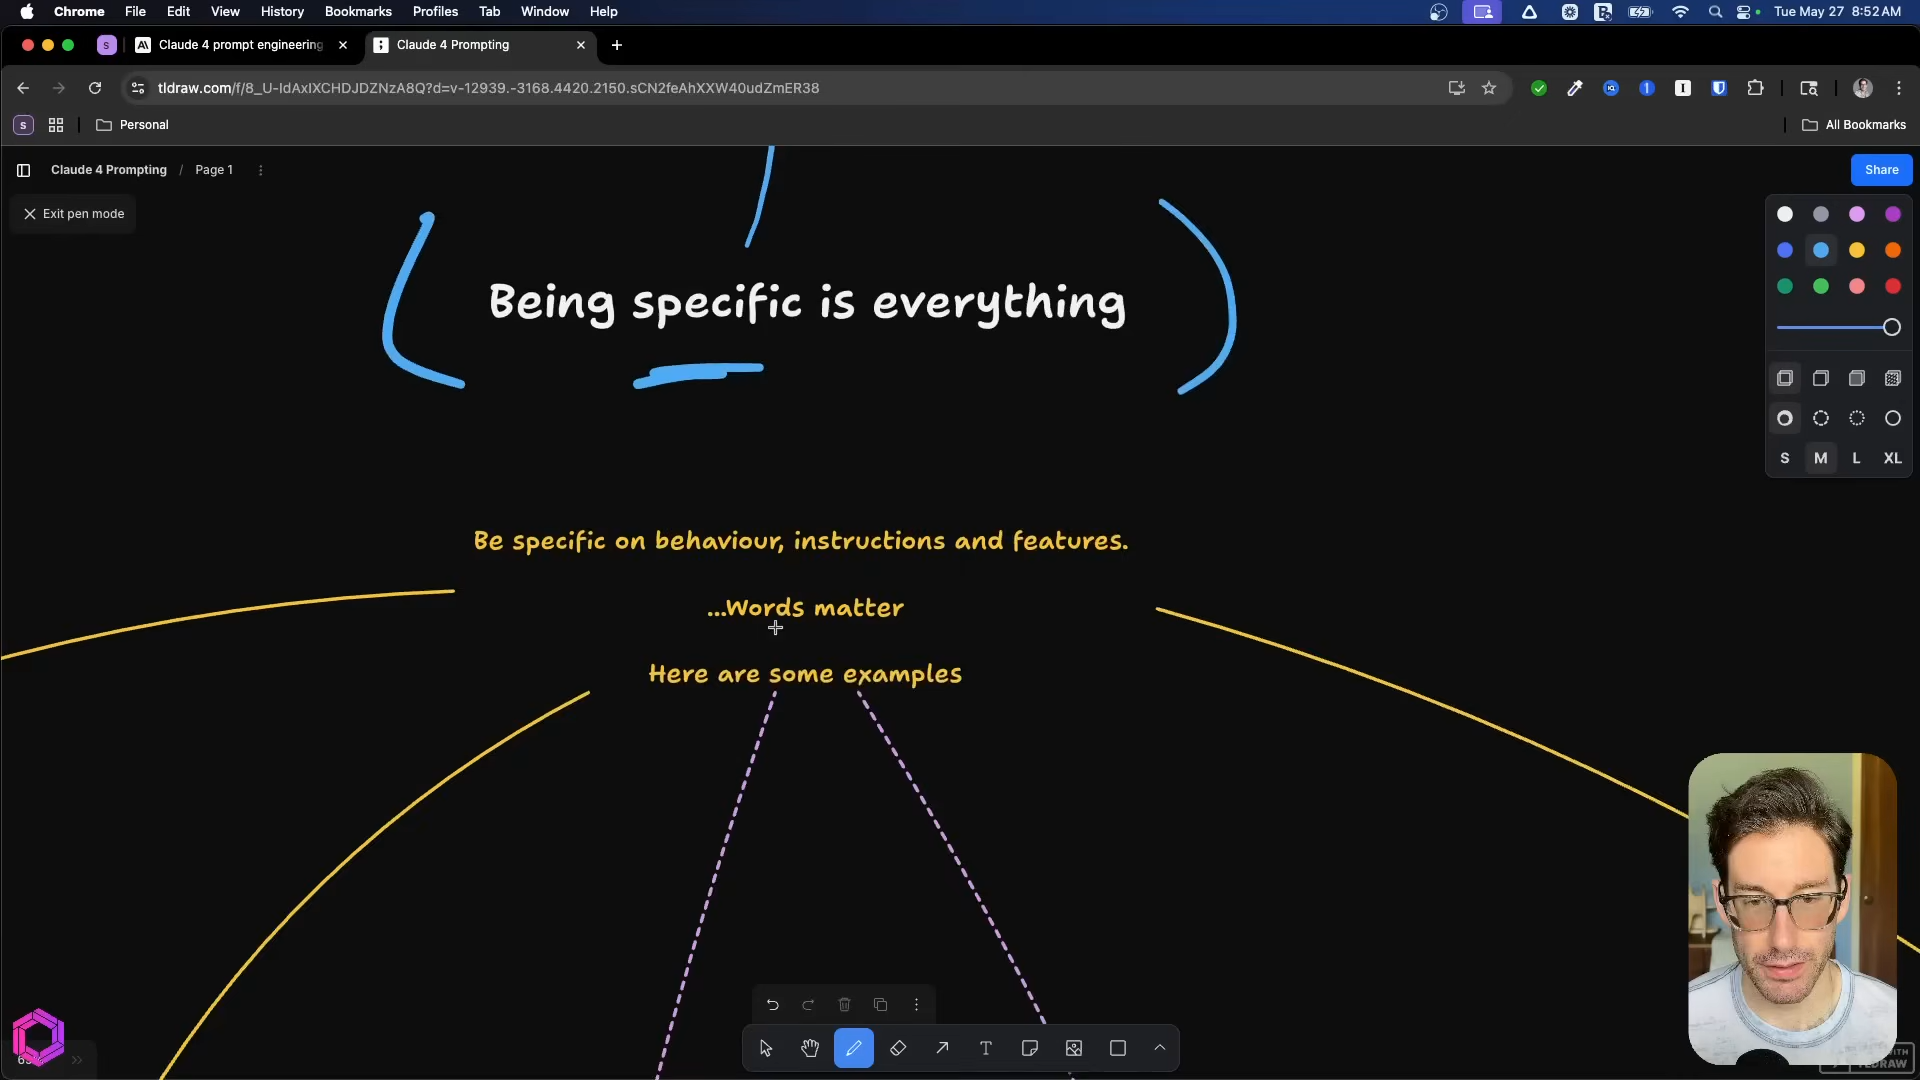 Chrome File Edit View History Bookmarks Profiles Tab Window Help Tue May 27 8:52 AM
S Claude 4 prompt engineering Claude 4 Prompting
tldraw.com/f/8_U-IdAxIXCHDJDZNzA8Q?d=v-12939.-3168.4420.2150.sCN2feAhXXW40udZmER38
S Personal All Bookmarks
Claude 4 Prompting / Page 1 Share
Exit pen mode
Being specific is everything
S M L XL
Be specific on behaviour, instructions and features.
...Words matter
Here are some examples